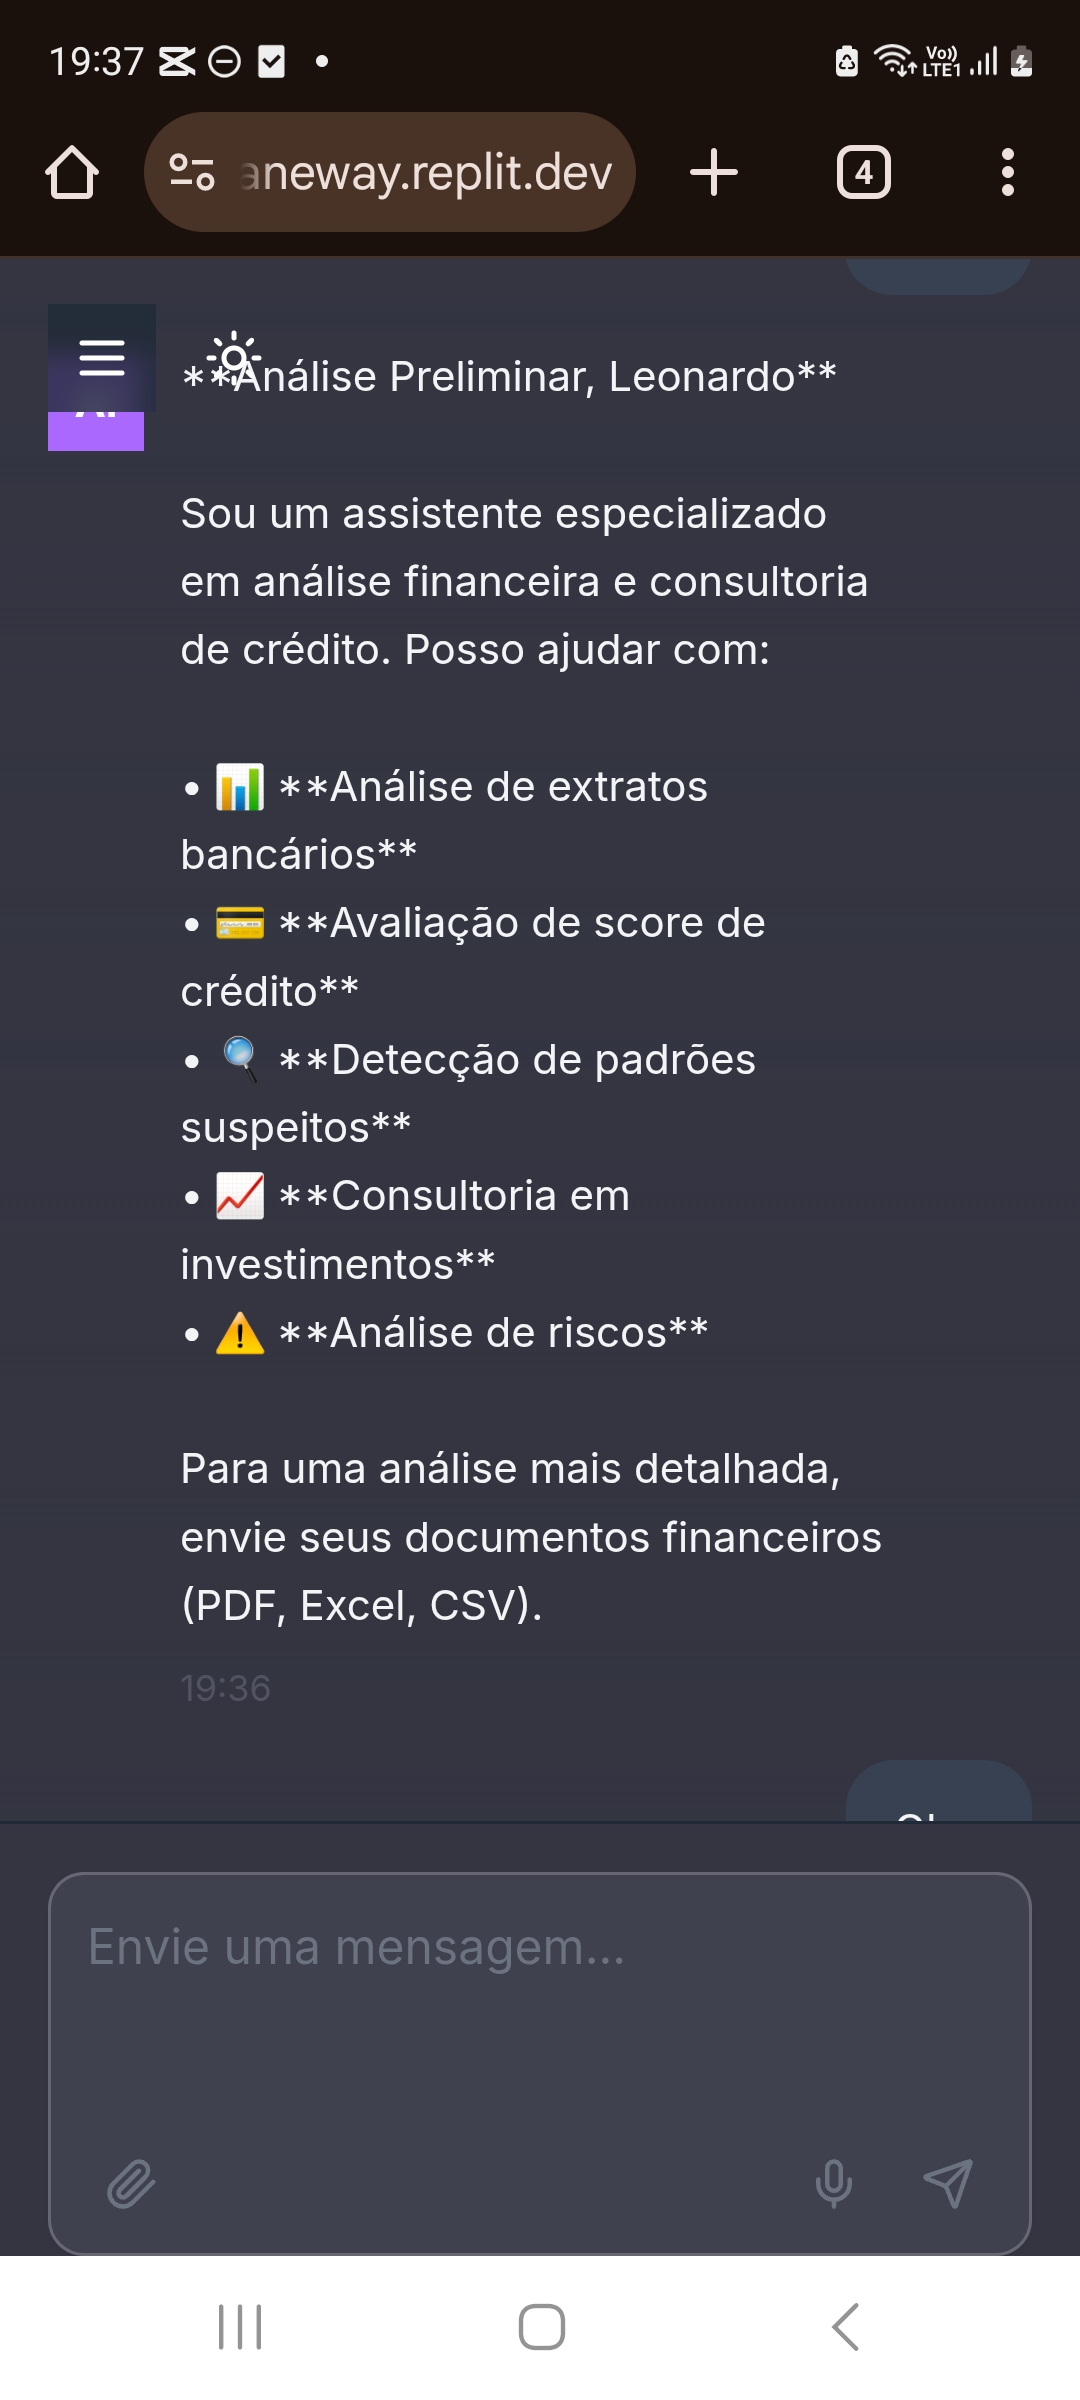 19:37
Vo))
LTE1
aneway.replit.dev
4
**Análise Preliminar, Leonardo**
Sou um assistente especializado
em análise financeira e consultoria
de crédito. Posso ajudar com:
• 📊 **Análise de extratos
bancários**
• 💳 **Avaliação de score de
crédito**
• 🔍 **Detecção de padrões
suspeitos**
• 📈 **Consultoria em
investimentos**
• ⚠️ **Análise de riscos**
Para uma análise mais detalhada,
envie seus documentos financeiros
(PDF, Excel, CSV).
19:36
Envie uma mensagem...